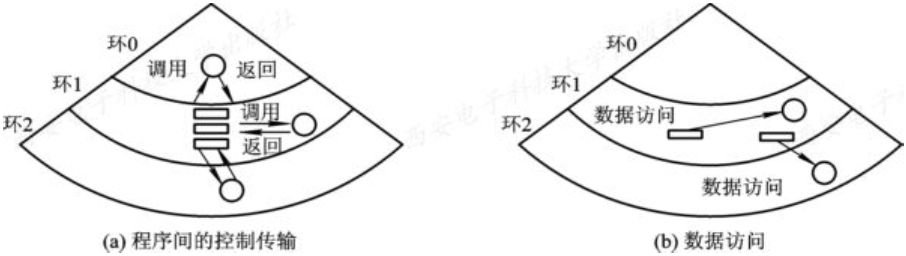 环0
调用
返回
环1
调用
环2
返回
(a) 程序间的控制传输
环0
环1
数据访问
环2
数据访问
(b) 数据访问